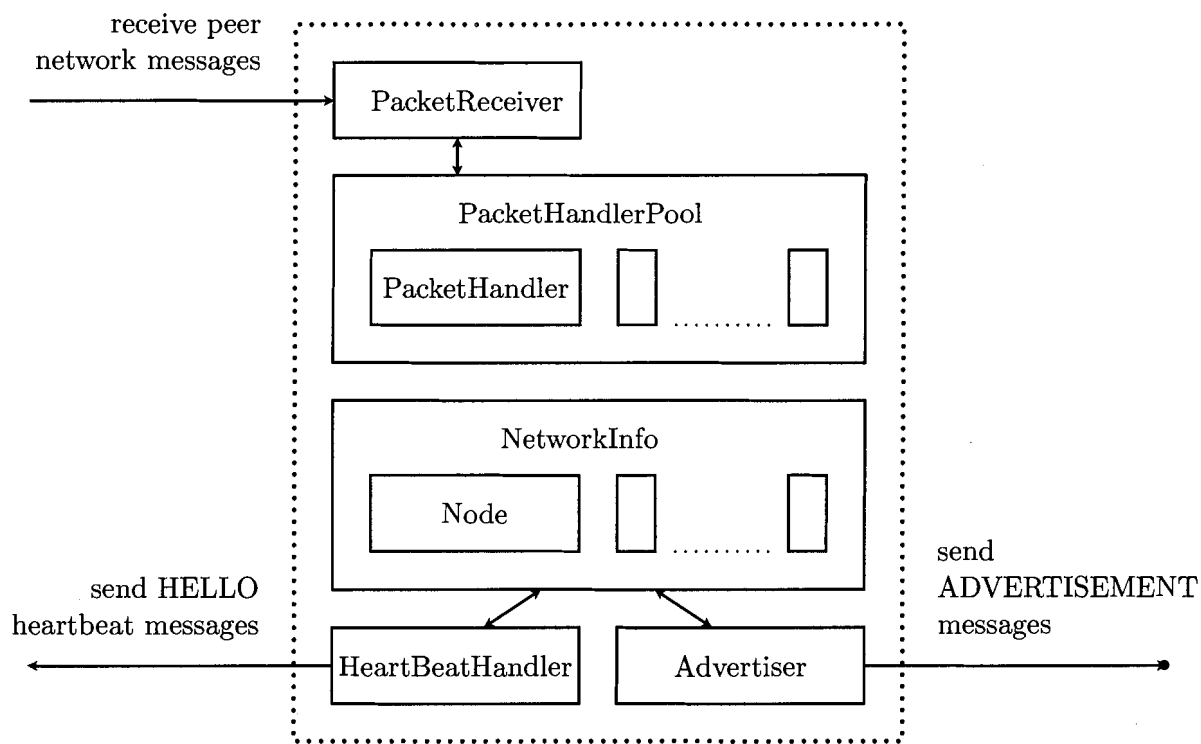 receive peer
network messages
PacketReceiver
PacketHandlerPool
PacketHandler
NetworkInfo
Node
send HELLO
heartbeat messages
HeartBeatHandler
Advertiser
send
ADVERTISEMENT
messages